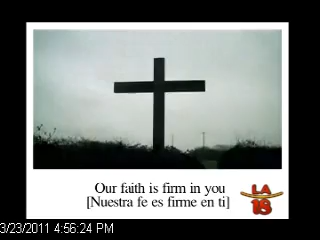 Our faith is firm in you
[Nuestra fe es firme en ti]
LA
18
3/23/2011 4:56:24 PM